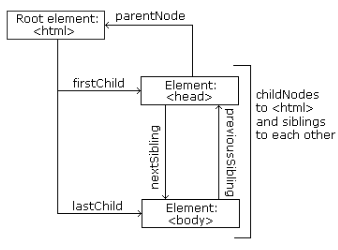 Root element:
<html>
parentNode
firstChild
Element:
<head>
childNodes
to <html>
and siblings
to each other
nextSibling
previousSibling
lastChild
Element:
<body>